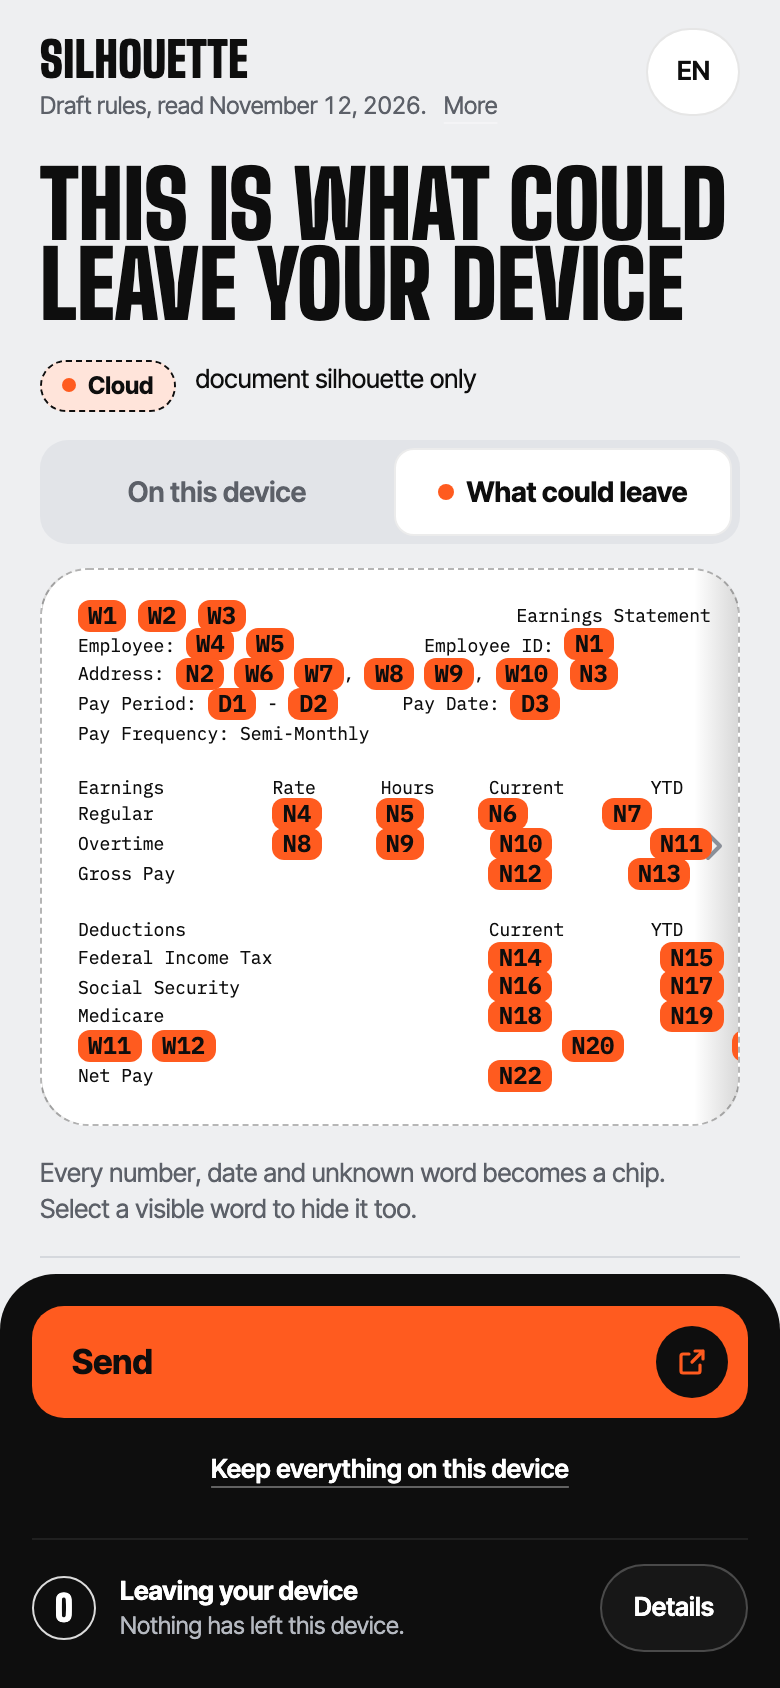 SILHOUETTE
EN
Draft rules, read November 12, 2026. More
THIS IS WHAT COULD
LEAVE YOUR DEVICE
Cloud document silhouette only
On this device What could leave
W1 W2 W3 Earnings Statement
Employee: W4 W5 Employee ID: N1
Address: N2 W6 W7, W8 W9, W10 N3
Pay Period: D1 - D2 Pay Date: D3
Pay Frequency: Semi-Monthly
Earnings Rate Hours Current YTD
Regular N4 N5 N6 N7
Overtime N8 N9 N10 N11
Gross Pay N12 N13
Deductions Current YTD
Federal Income Tax N14 N15
Social Security N16 N17
Medicare N18 N19
W11 W12 N20
Net Pay N22
Every number, date and unknown word becomes a chip.
Select a visible word to hide it too.
Send
Keep everything on this device
0 Leaving your device
Nothing has left this device.
Details